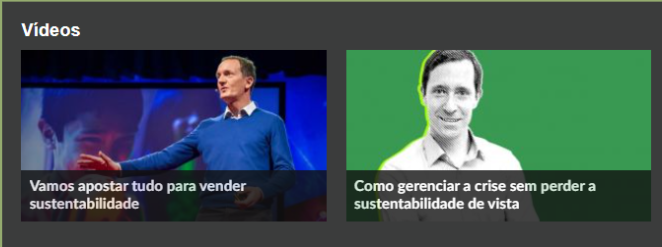 Vídeos
Vamos apostar tudo para vender
sustentabilidade
Como gerenciar a crise sem perder a
sustentabilidade de vista